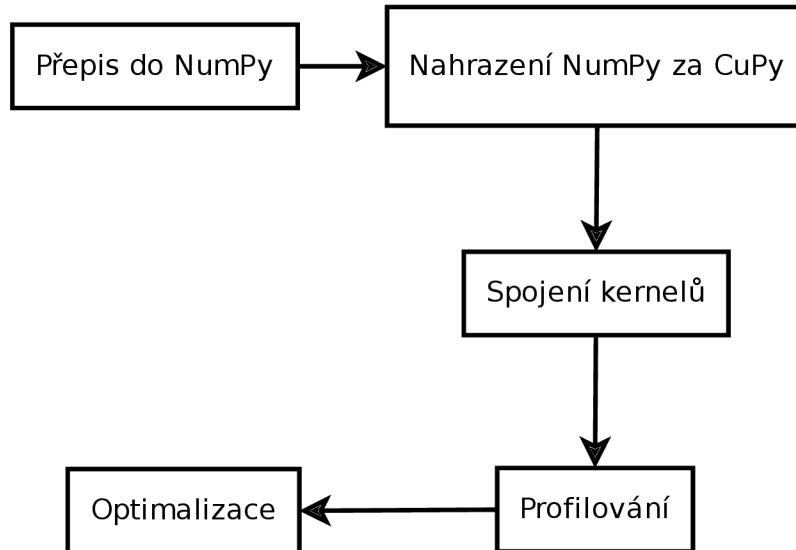 Přepis do NumPy
Nahrazení NumPy za CuPy
Spojení kernelů
Profilování
Optimalizace